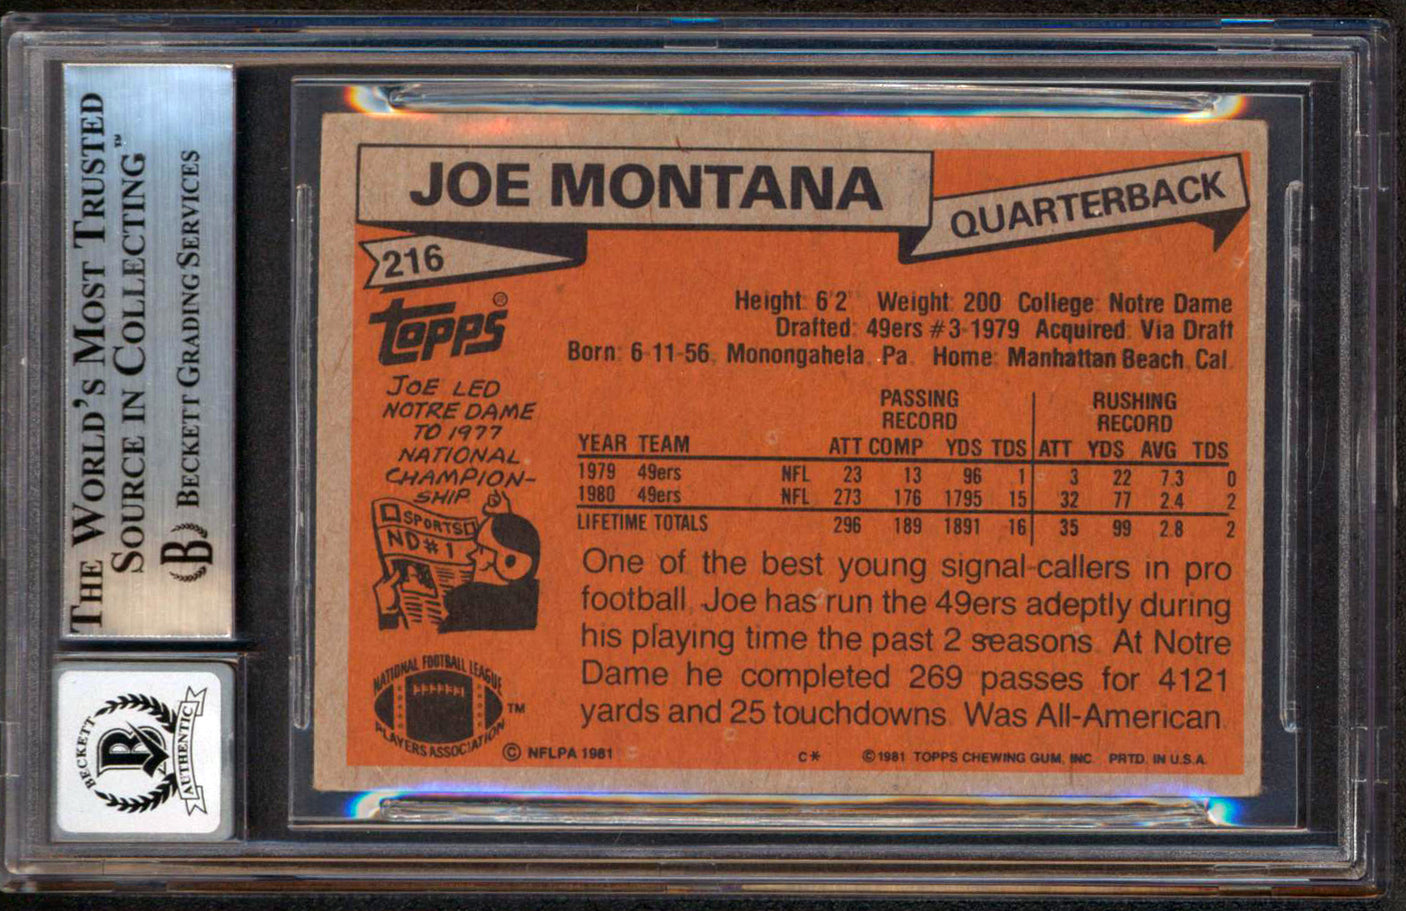 THE WORLD'S MOST TRUSTED
SOURCE IN COLLECTING™
BECKETT GRADING SERVICES
B
BECKETT
B
AUTHENTIC
JOE MONTANA
QUARTERBACK
216
TOPPS®
Height: 6'2" Weight: 200 College: Notre Dame
Drafted: 49ers #3-1979 Acquired: Via Draft
Born: 6-11-56, Monongahela, Pa. Home: Manhattan Beach, Cal.
JOE LED
NOTRE DAME
TO 1977
NATIONAL
CHAMPION-
SHIP
SPORTS
ND#1
PASSING RUSHING
RECORD RECORD
YEAR TEAM ATT COMP YDS TDS ATT YDS AVG TDS
1979 49ers NFL 23 13 96 1 3 22 7.3 0
1980 49ers NFL 273 176 1795 15 32 77 2.4 2
LIFETIME TOTALS 296 189 1891 16 35 99 2.8 2
One of the best young signal-callers in pro
football, Joe has run the 49ers adeptly during
his playing time the past 2 seasons. At Notre
Dame he completed 269 passes for 4121
yards and 25 touchdowns. Was All-American.
NATIONAL FOOTBALL LEAGUE
PLAYERS ASSOCIATION
TM
© NFLPA 1981
C*
©1981 TOPPS CHEWING GUM, INC. PRTD. IN U.S.A.